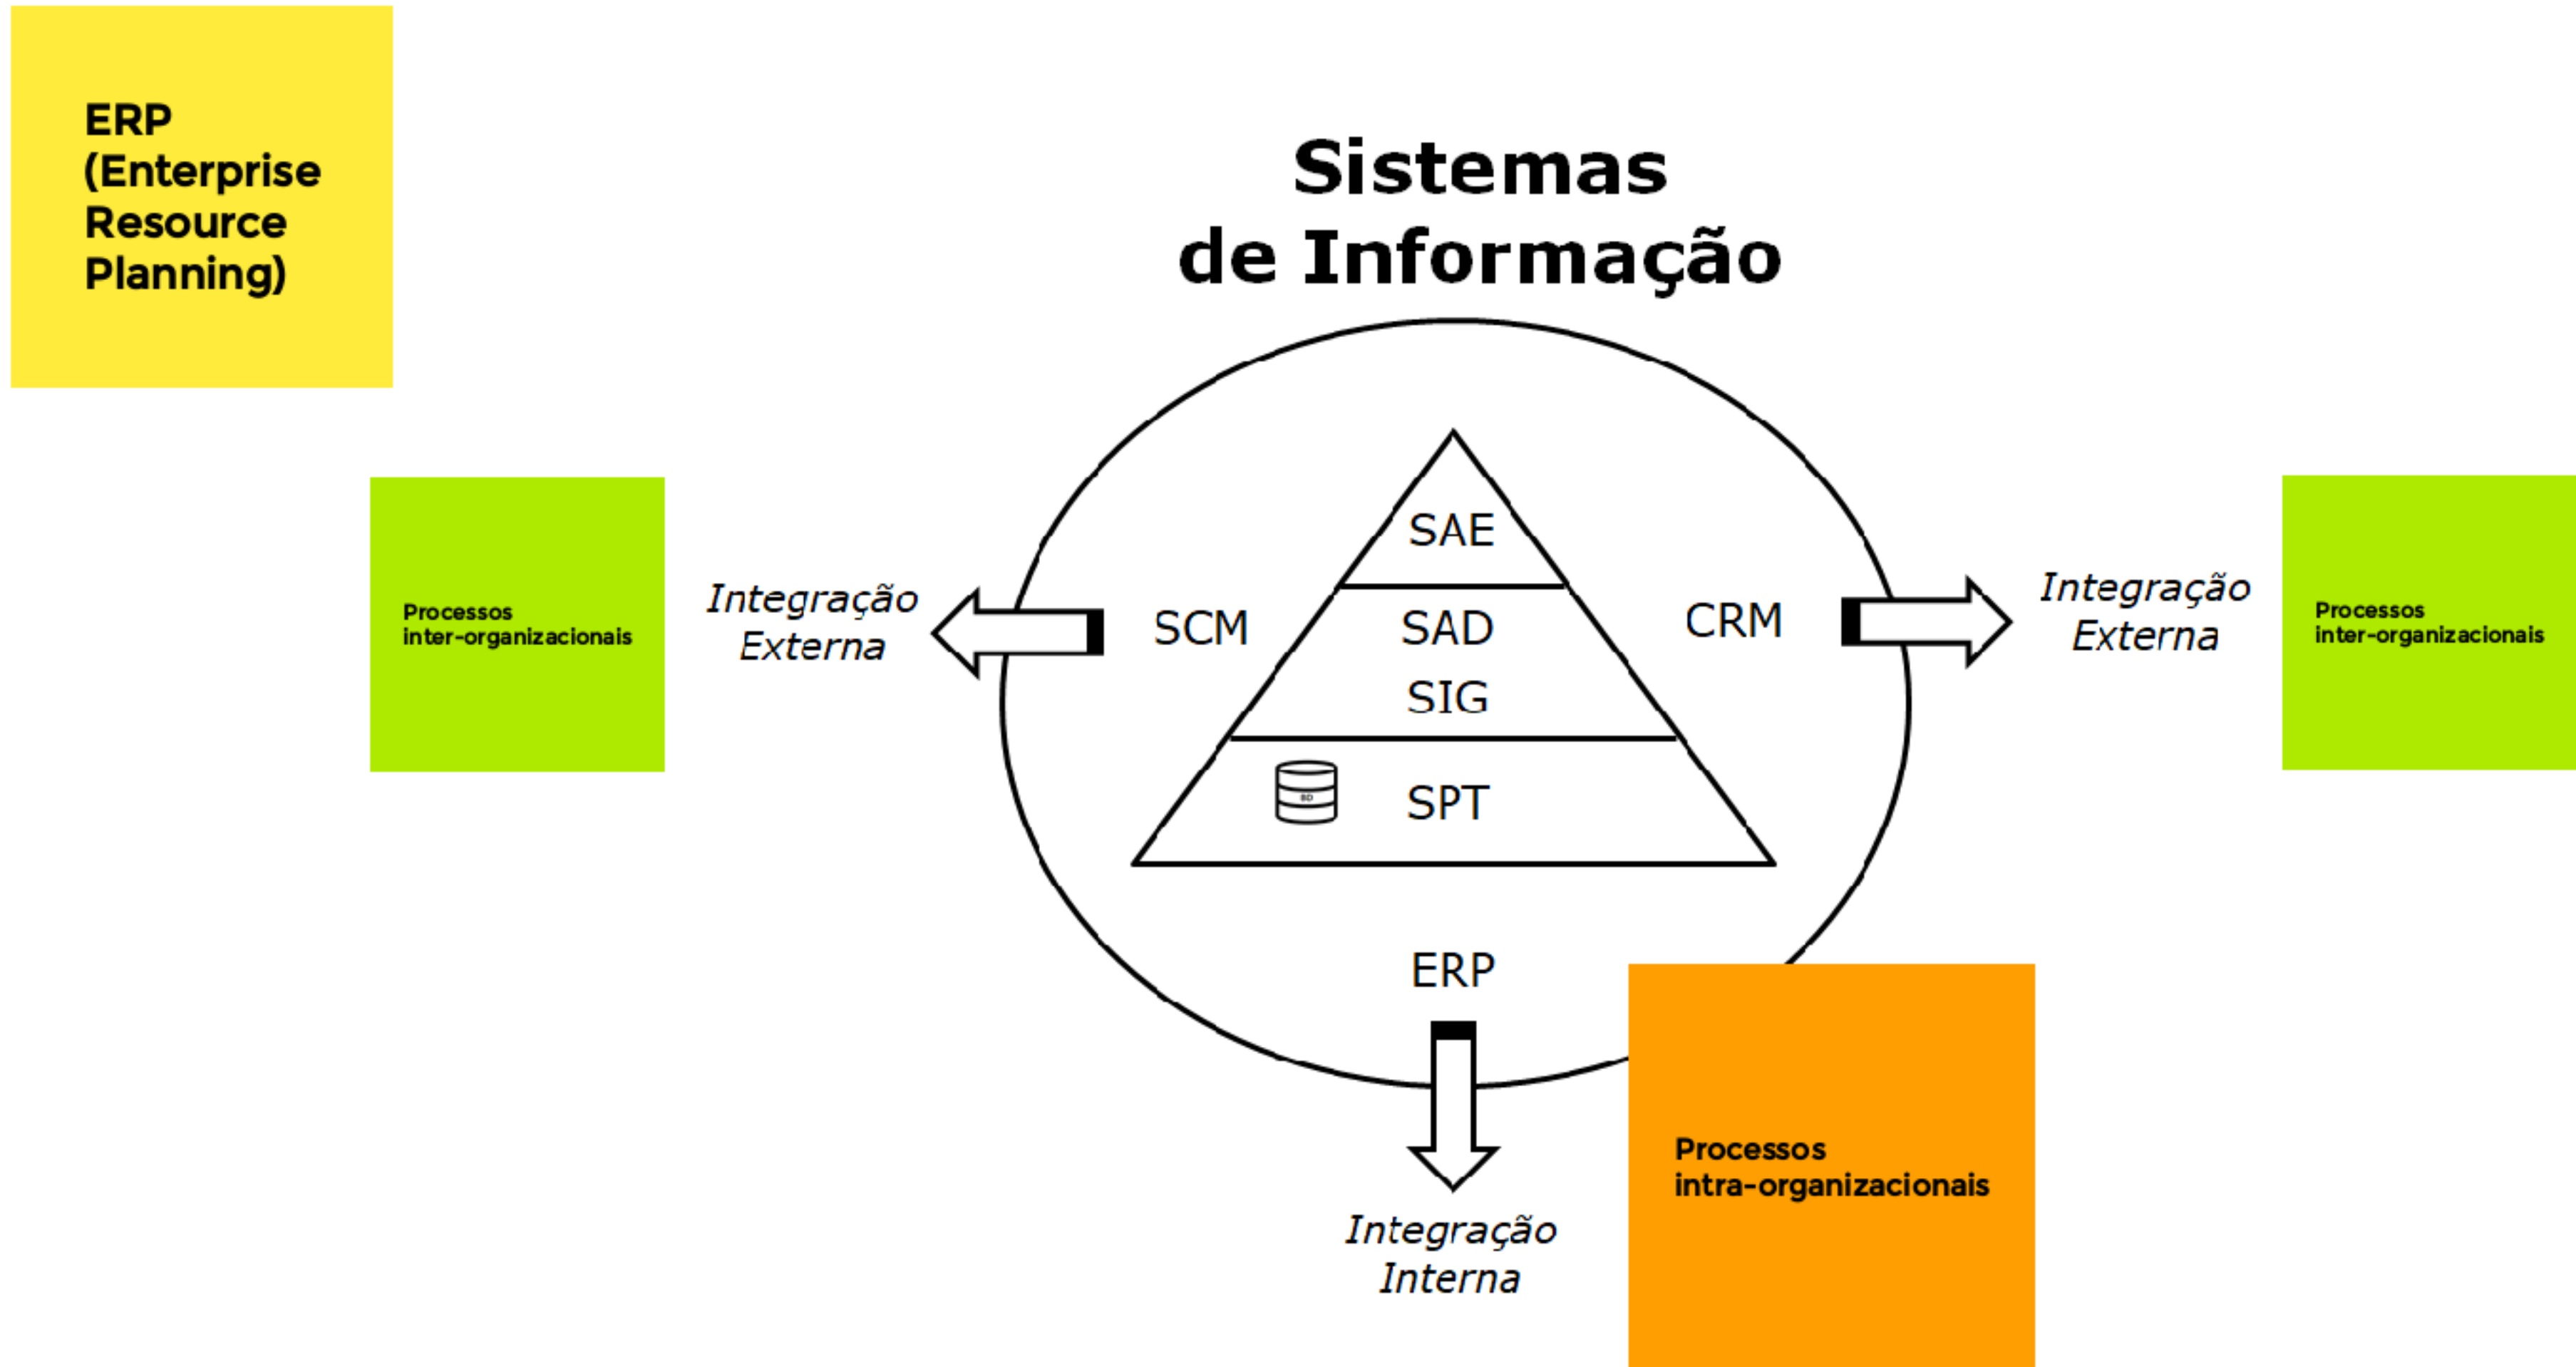 ERP
(Enterprise
Resource
Planning)
Sistemas
de Informação
SAE
Processos
inter-organizacionais
Integração
Externa
SCM
SAD
SIG
CRM
Integração
Externa
Processos
inter-organizacionais
BD
SPT
ERP
Processos
intra-organizacionais
Integração
Interna